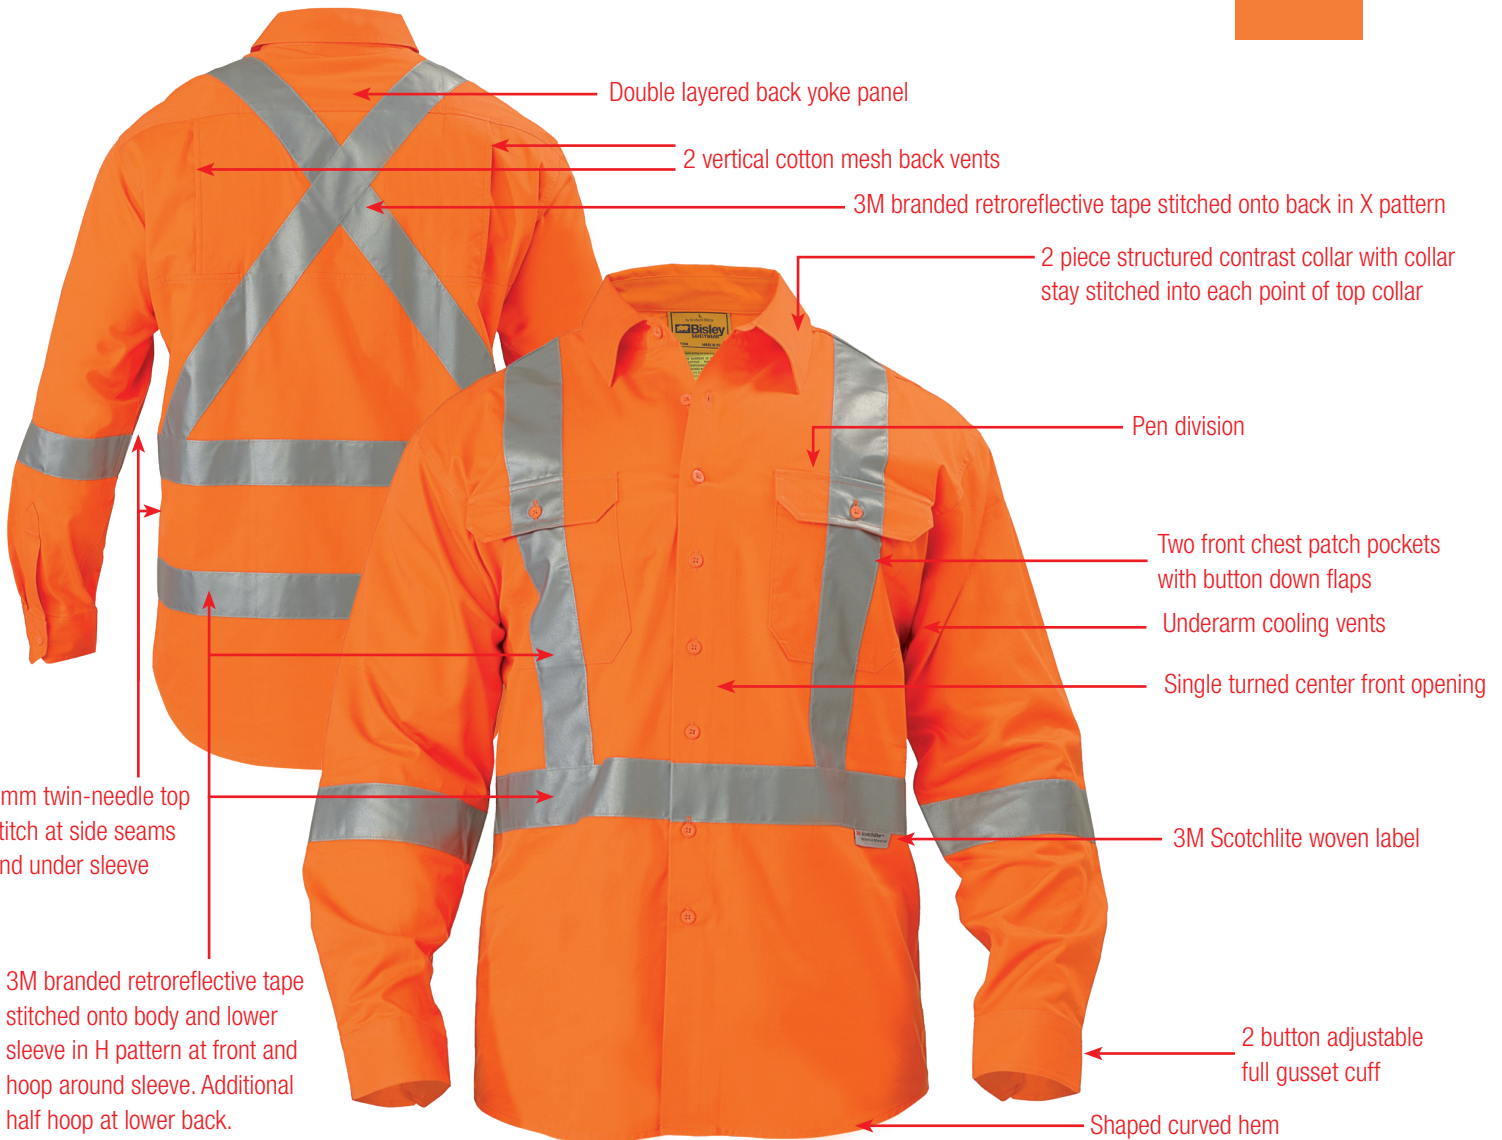 Double layered back yoke panel
2 vertical cotton mesh back vents
3M branded retroreflective tape stitched onto back in X pattern
2 piece structured contrast collar with collar
stay stitched into each point of top collar
Bisley
Pen division
Two front chest patch pockets
with button down flaps
Underarm cooling vents
Single turned center front opening
mm twin-needle top
titch at side seams
nd under sleeve
3M Scotchlite woven label
3M branded retroreflective tape
stitched onto body and lower
sleeve in H pattern at front and
hoop around sleeve. Additional
half hoop at lower back.
2 button adjustable
full gusset cuff
Shaped curved hem